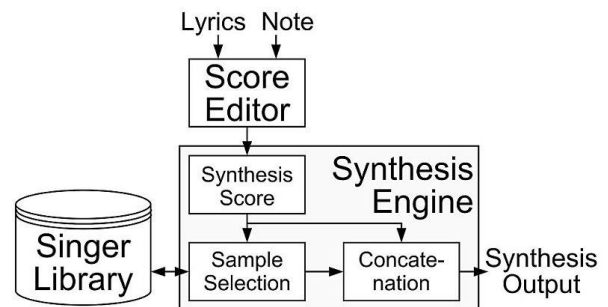 Lyrics Note
Score
Editor
Synthesis
Score
Synthesis
Engine
Singer
Library
Sample
Selection
Concate-
nation
Synthesis
Output